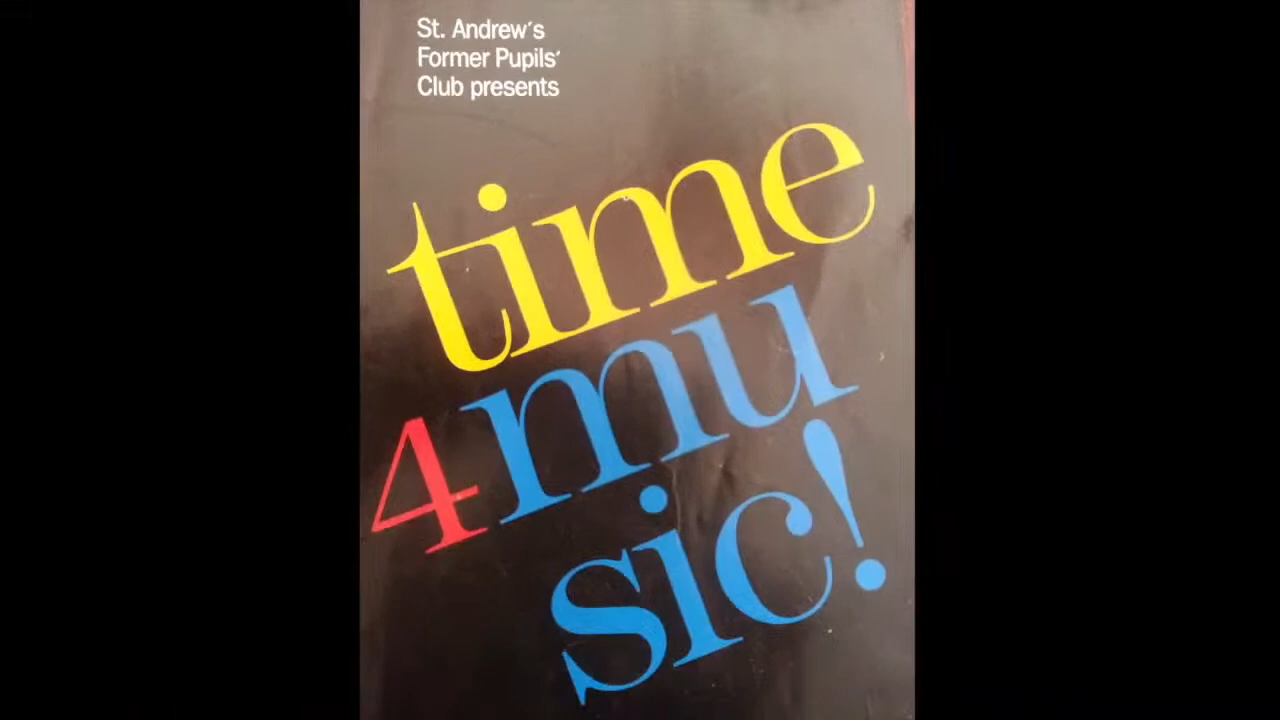 St. Andrew's
Former Pupils'
Club presents
time
4mu
sic!